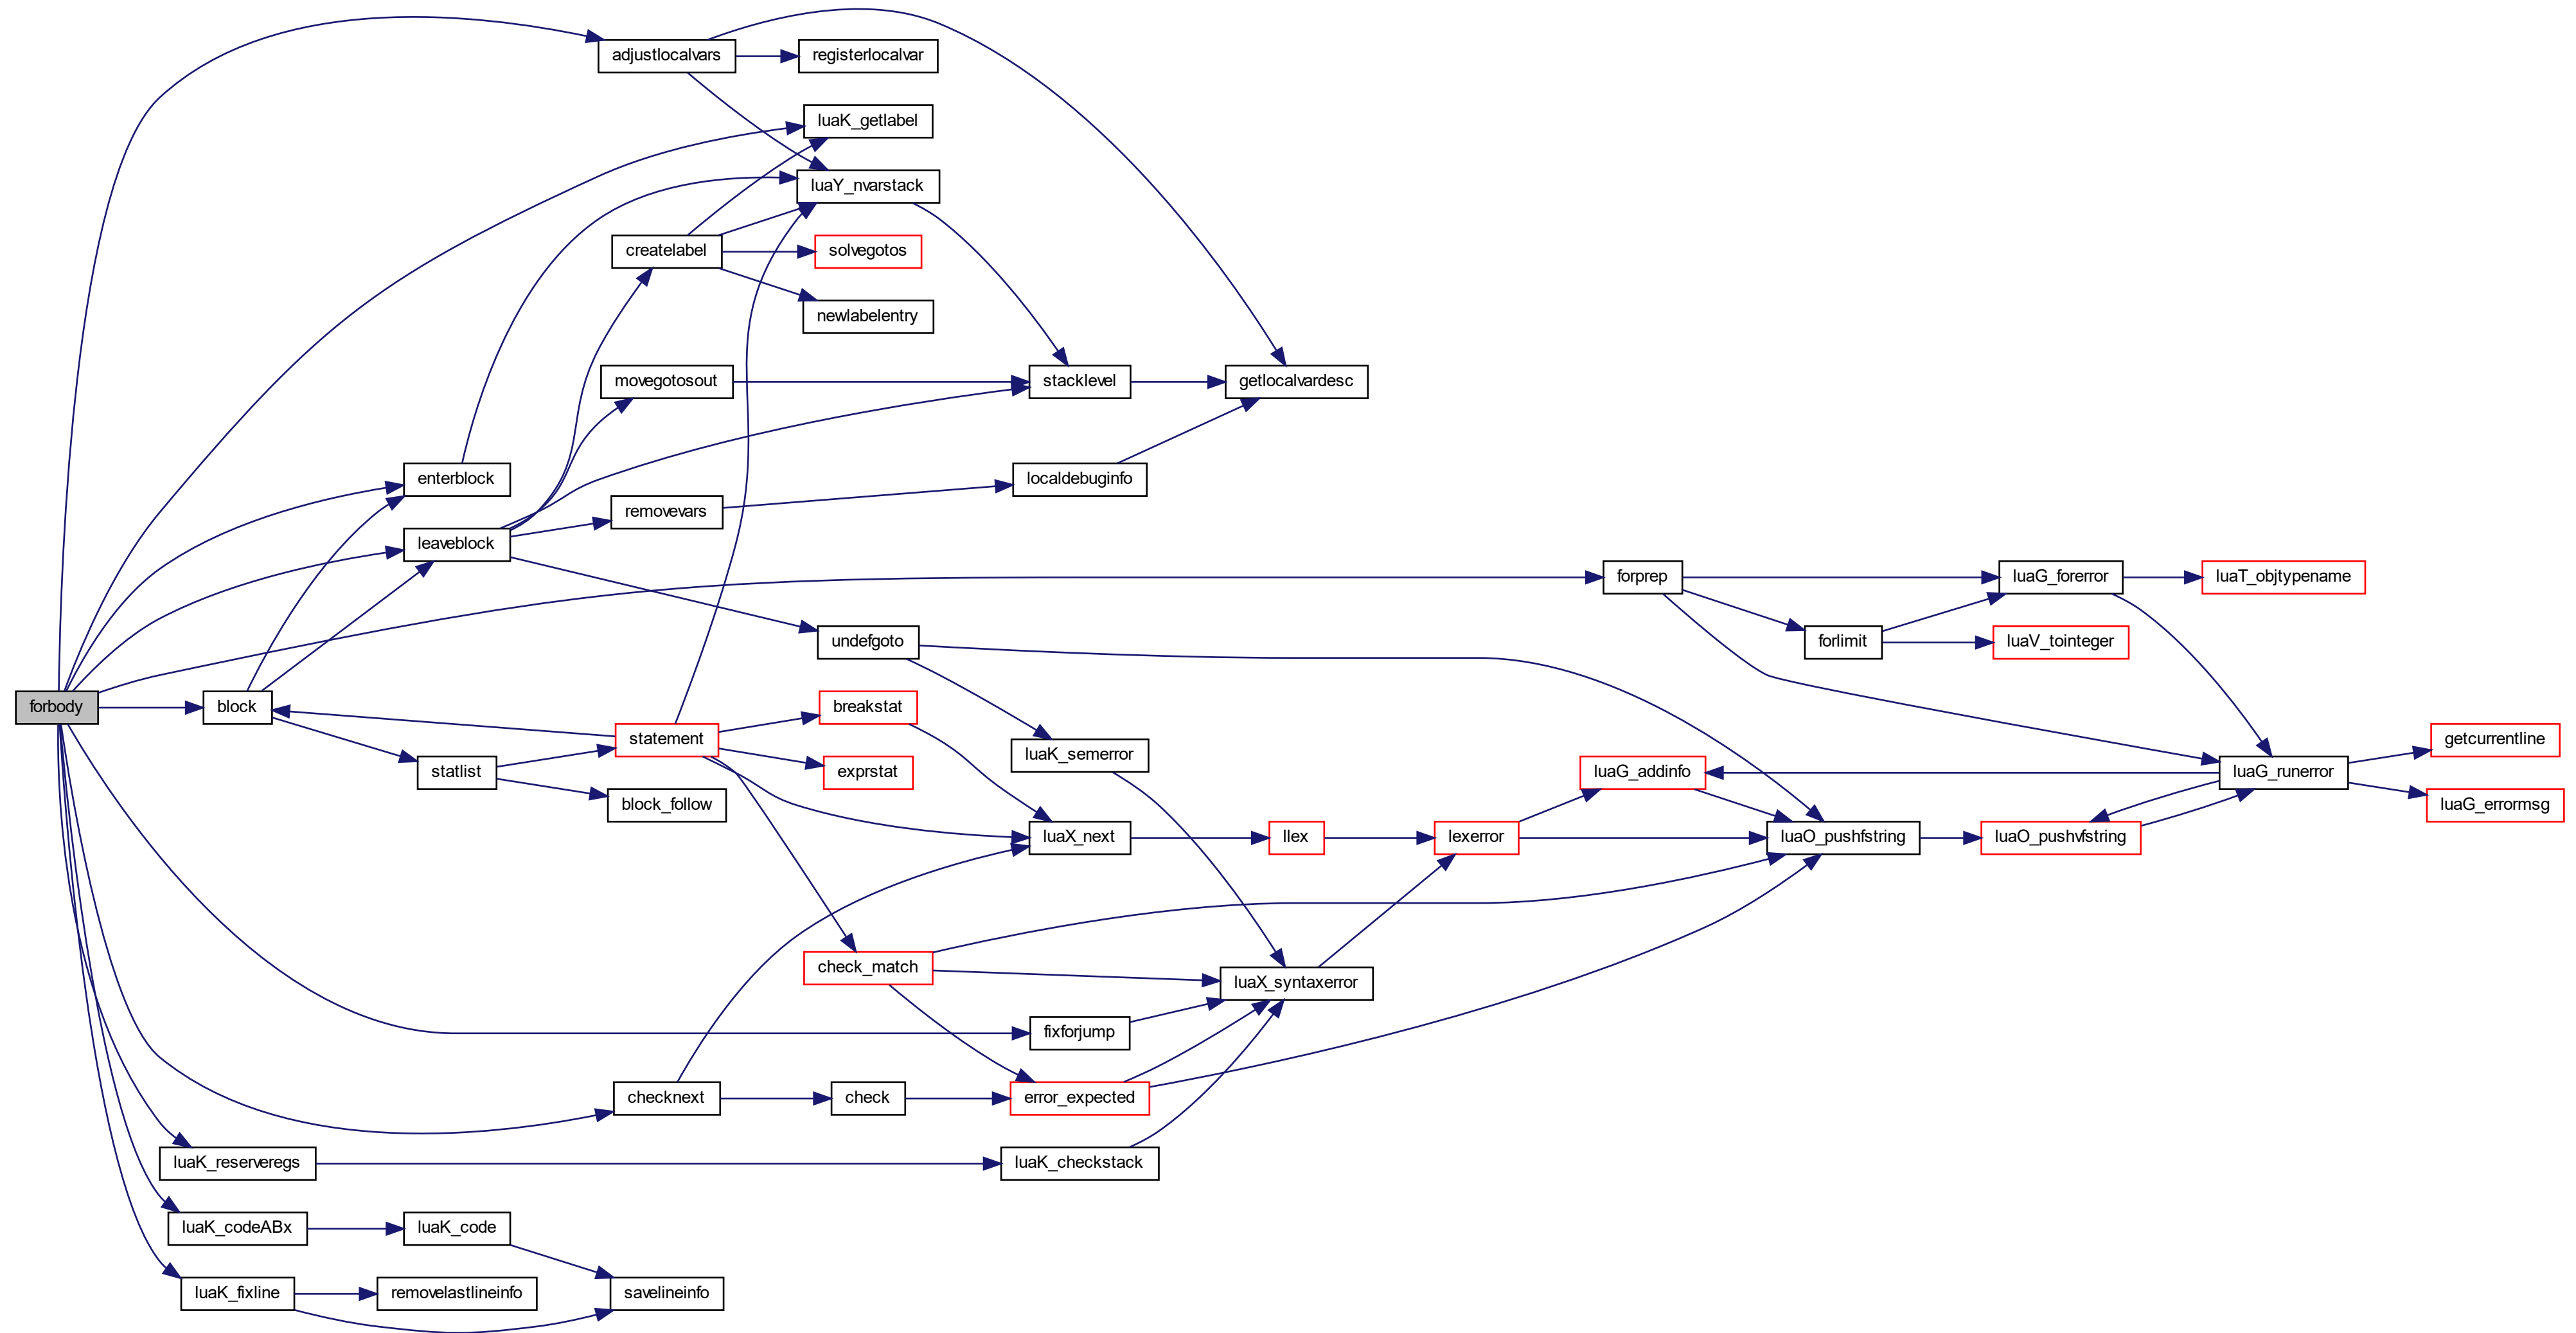 adjustlocalvars
registerlocalvar
luaK_getlabel
luaY_nvarstack
createlabel
solvegotos
newlabelentry
movegotosout
stacklevel
getlocalvardesc
enterblock
localdebuginfo
removevars
leaveblock
forprep
luaG_forerror
luaT_objtypename
undefgoto
forlimit
luaV_tointeger
forbody
block
breakstat
statement
luaK_semerror
getcurrentline
statlist
exprstat
luaG_addinfo
luaG_runerror
block_follow
luaX_next
llex
lexerror
luaO_pushfstring
luaO_pushvfstring
luaG_errormsg
check_match
luaX_syntaxerror
fixforjump
checknext
check
error_expected
luaK_reserveregs
luaK_checkstack
luaK_codeABx
luaK_code
luaK_fixline
removelastlineinfo
savelineinfo